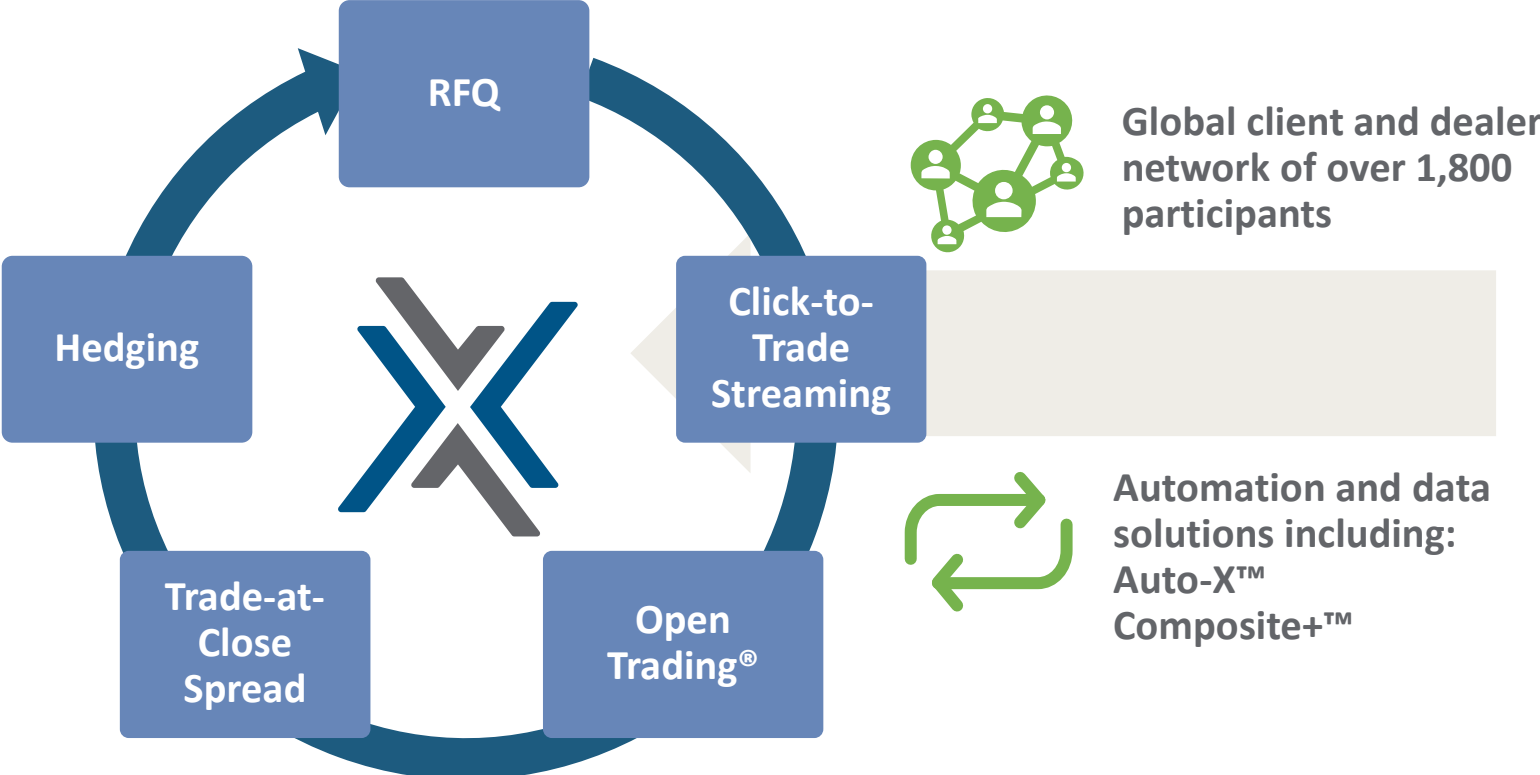 RFQ
Global client and dealer
network of over 1,800
participants
Click-to-
Trade
Streaming
Hedging
Automation and data
solutions including:
Auto-X™
Composite+™
Trade-at-
Close
Spread
Open
Trading®